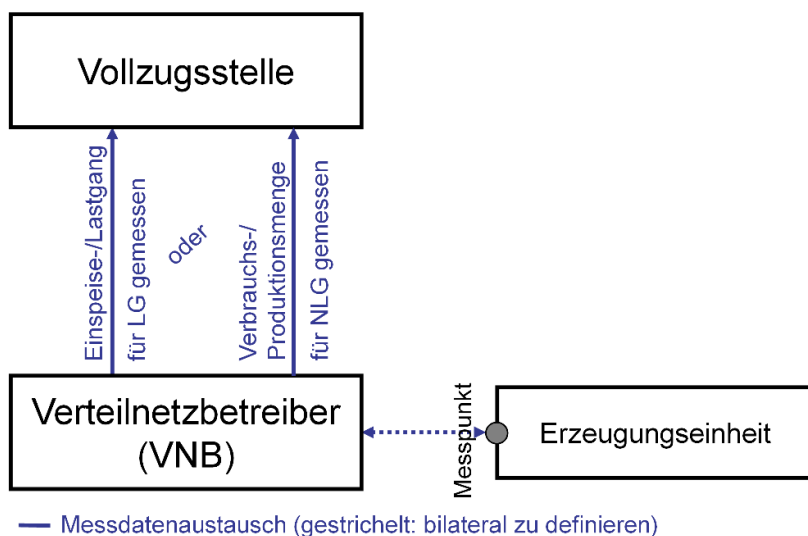 Vollzugsstelle
Einspeise-/Lastgang
für LG gemessen
oder
Verbrauchs-/
Produktionsmenge
für NLG gemessen
Verteilnetzbetreiber
(VNB)
Messpunkt
Erzeugungseinheit
Messdatenaustausch (gestrichelt: bilateral zu definieren)